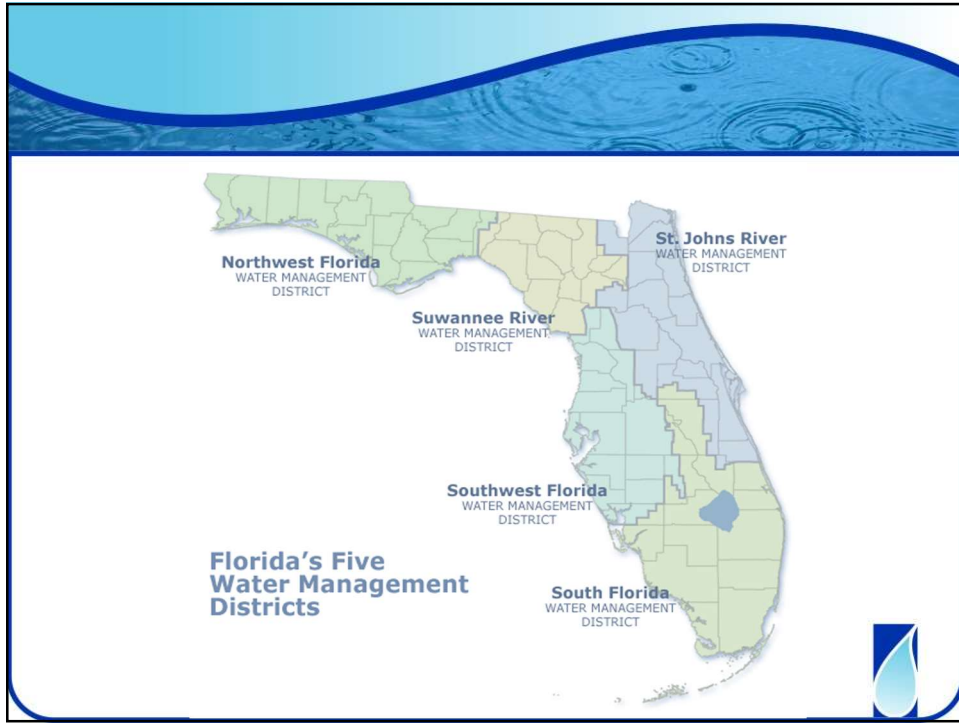 Northwest Florida
WATER MANAGEMENT
DISTRICT
St. Johns River
WATER MANAGEMENT
DISTRICT
Suwannee River
WATER MANAGEMENT
DISTRICT
Southwest Florida
WATER MANAGEMENT
DISTRICT
Florida's Five
Water Management
Districts
South Florida
WATER MANAGEMENT
DISTRICT